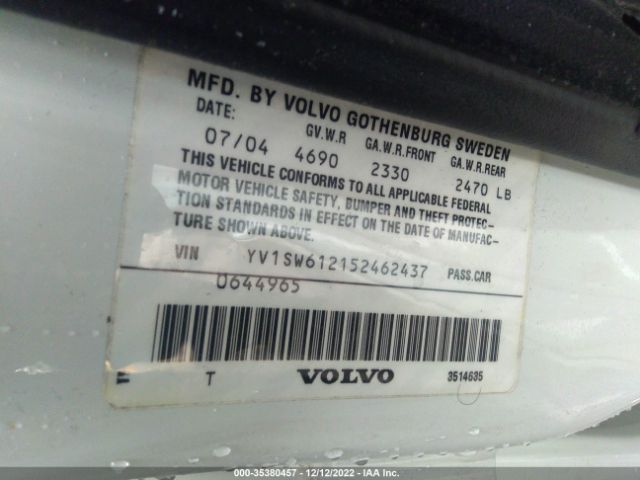 MFD. BY VOLVO GOTHENBURG SWEDEN
DATE: GV.W.R GA.W.R.FRONT GA.W.R.REAR
07/04 4690 2330 2470 LB
THIS VEHICLE CONFORMS TO ALL APPLICABLE FEDERAL
MOTOR VEHICLE SAFETY, BUMPER AND THEFT PROTEC-
TION STANDARDS IN EFFECT ON THE DATE OF MANUFAC-
TURE SHOWN ABOVE.
VIN YV1SW612152462437 PASS.CAR
0644965
T VOLVO 3514635
000-35380457 - 12/12/2022 - IAA Inc.